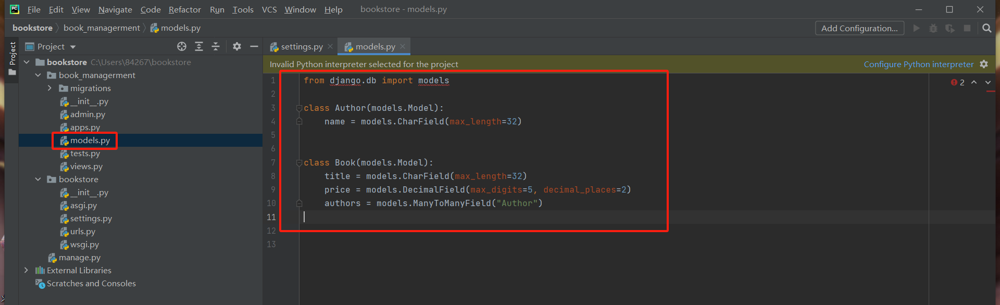 PC File Edit View Navigate Code Refactor Run Tools VCS Window Help bookstore - models.py
bookstore book_managerment models.py Add Configuration...
Project
Project
settings.py models.py
bookstore C:\Users\84267\bookstore
Invalid Python interpreter selected for the project Configure Python interpreter
book_managerment
migrations
__init__.py
admin.py
apps.py
models.py
tests.py
views.py
bookstore
__init__.py
asgi.py
settings.py
urls.py
wsgi.py
manage.py
External Libraries
Scratches and Consoles
1 from django.db import models
2
3 class Author(models.Model):
4 name = models.CharField(max_length=32)
5
6
7 class Book(models.Model):
8 title = models.CharField(max_length=32)
9 price = models.DecimalField(max_digits=5, decimal_places=2)
10 authors = models.ManyToManyField("Author")
11
12
13
2